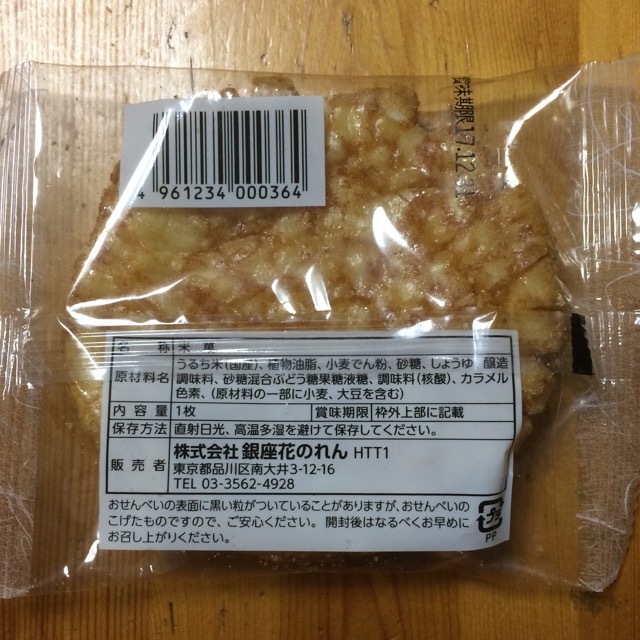 賞味期限17.12.
4 961234 000364
名称 米菓
原材料名 うるち米(国産)、植物油脂、小麦でん粉、砂糖、しょうゆ、醸造
調味料、砂糖混合ぶどう糖果糖液糖、調味料(核酸)、カラメル
色素、(原材料の一部に小麦、大豆を含む)
内容量 1枚 賞味期限 枠外上部に記載
保存方法 直射日光、高温多湿を避けて保存してください。
販売者 株式会社 銀座花のれん HTT1
東京都品川区南大井3-12-16
TEL 03-3562-4928
おせんべいの表面に黒い粒がついていることがありますが、おせんべいの
こげたものですので、ご安心ください。開封後はなるべくお早めに
お召し上がりください。
プラ
PP